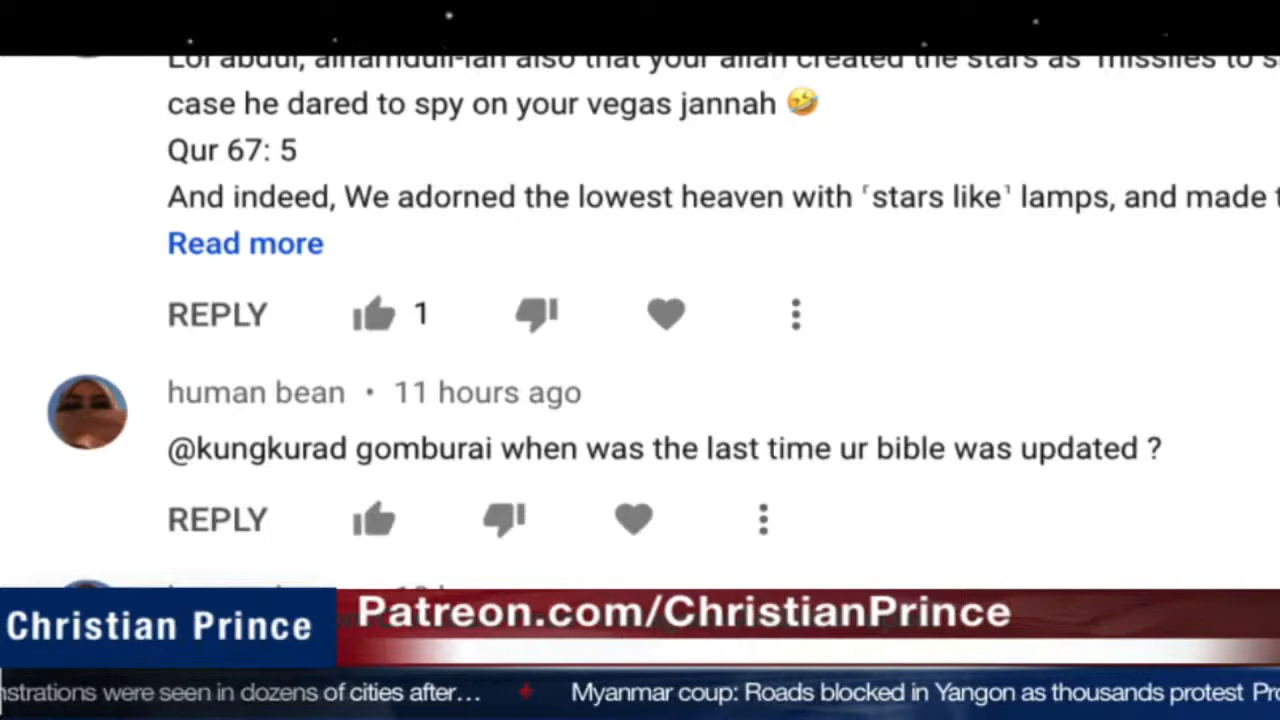 Lol abdul, alhamdulil-lah also that your allah created the stars as missiles to s
case he dared to spy on your vegas jannah 🤣
Qur 67: 5
And indeed, We adorned the lowest heaven with ˹stars like˺ lamps, and made t
Read more
REPLY 1
human bean • 11 hours ago
@kungkurad gomburai when was the last time ur bible was updated ?
REPLY
Christian Prince
Patreon.com/ChristianPrince
nstrations were seen in dozens of cities after... Myanmar coup: Roads blocked in Yangon as thousands protest Pro